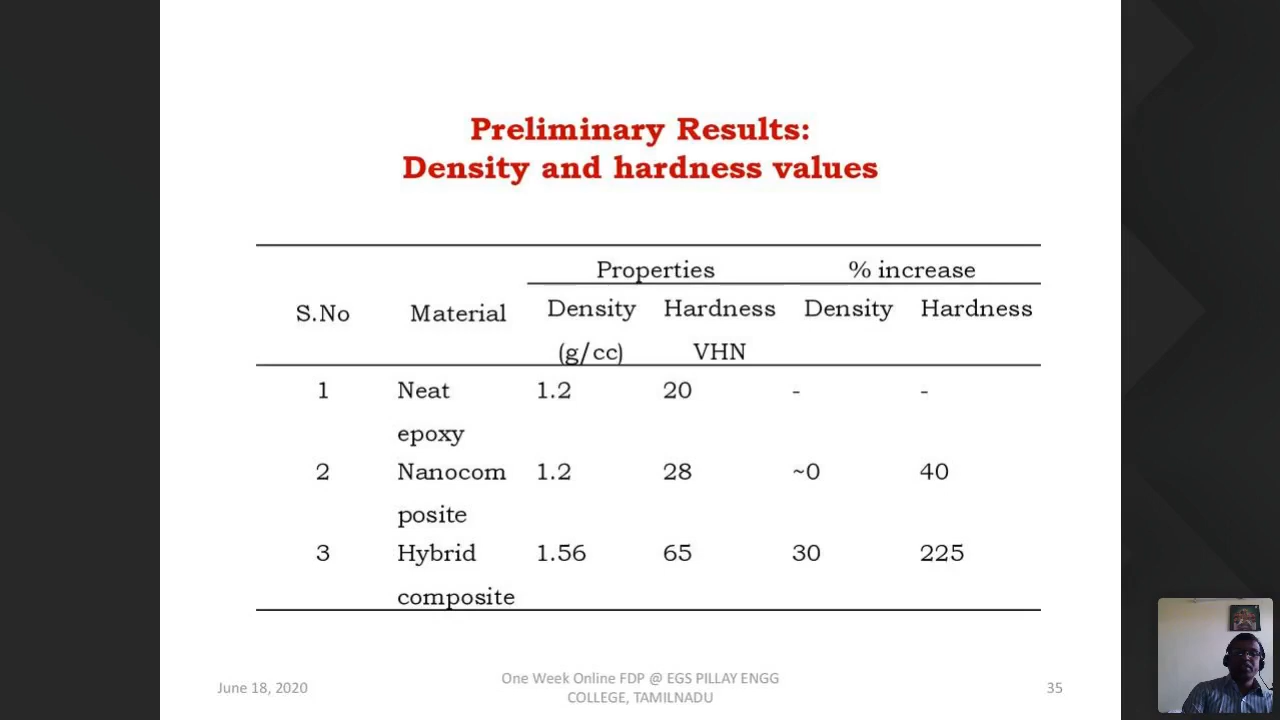 Preliminary Results:
Density and hardness values
Properties % increase
S.No Material Density Hardness Density Hardness
(g/cc) VHN
1 Neat 1.2 20 - -
epoxy
2 Nanocom 1.2 28 ~0 40
posite
3 Hybrid 1.56 65 30 225
composite
June 18, 2020
One Week Online FDP @ EGS PILLAY ENGG
COLLEGE, TAMILNADU
35